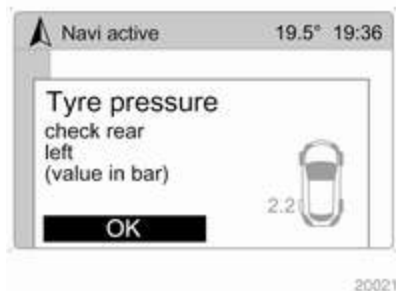 Navi active 19.5° 19:36
Tyre pressure
check rear
left
(value in bar)
2.2
OK
20021